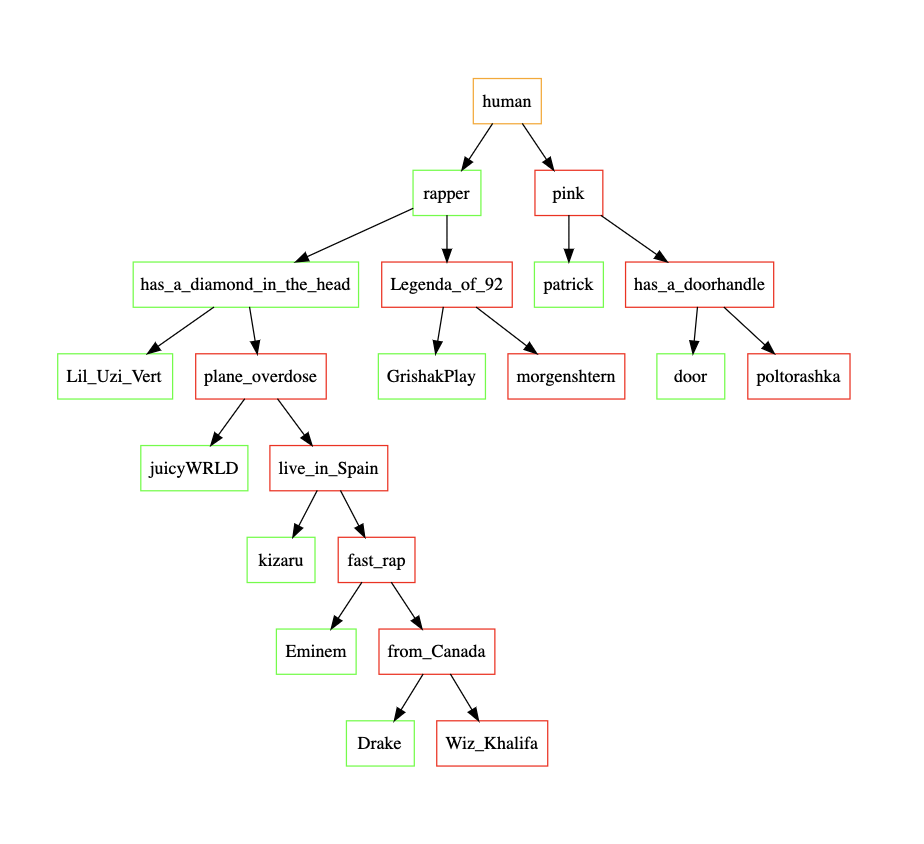 human
rapper
pink
has_a_diamond_in_the_head
Legenda_of_92
patrick
has_a_doorhandle
Lil_Uzi_Vert
plane_overdose
GrishakPlay
morgenshtern
door
poltorashka
juicyWRLD
live_in_Spain
kizaru
fast_rap
Eminem
from_Canada
Drake
Wiz_Khalifa